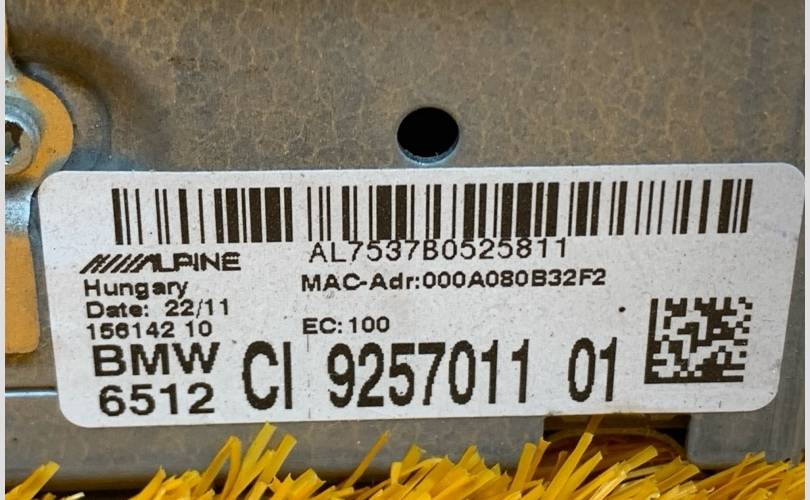 AL7537B0525811
ALPINE
Hungary
MAC-Adr:000A080B32F2
Date: 22/11
156142 10
EC: 100
BMW
6512
CI 9257011 01